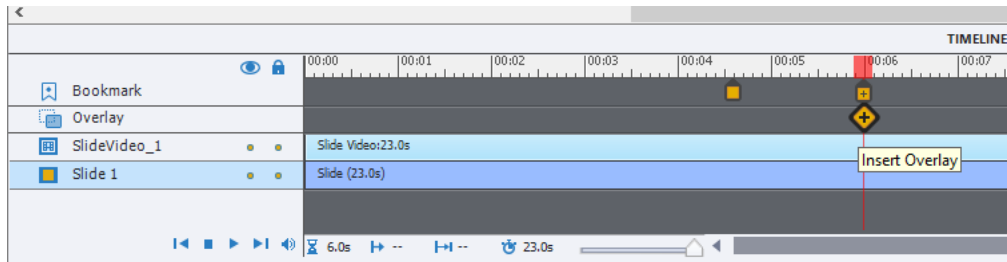 TIMELINE
00:00 00:01 00:02 00:03 00:04 00:05 00:06 00:07
Bookmark
Overlay
SlideVideo_1 Slide Video:23.0s
Insert Overlay
Slide 1 Slide (23.0s)
6.0s -- -- 23.0s